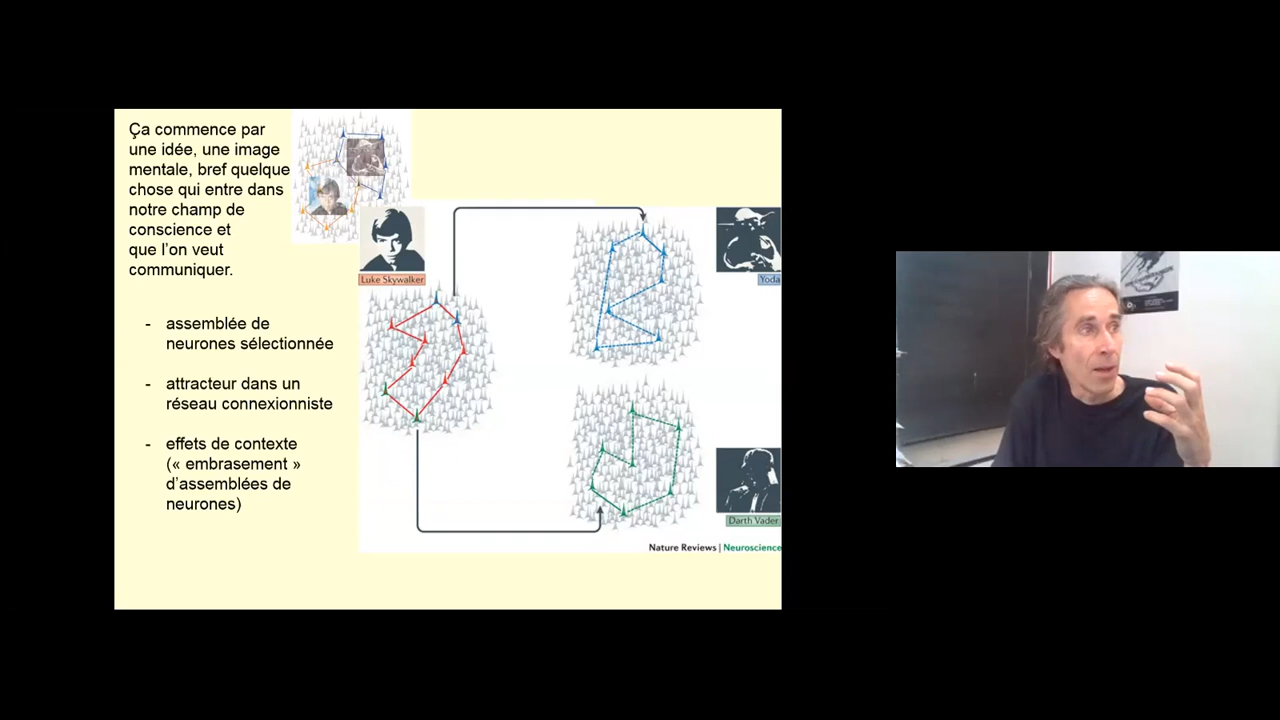 Ça commence par
une idée, une image
mentale, bref quelque
chose qui entre dans
notre champ de
conscience et
que l'on veut
communiquer.
- assemblée de
neurones sélectionnée
- attracteur dans un
réseau connexionniste
- effets de contexte
(« embrasement »
d'assemblées de
neurones)
Luke Skywalker
Yoda
Darth Vader
Nature Reviews | Neuroscience